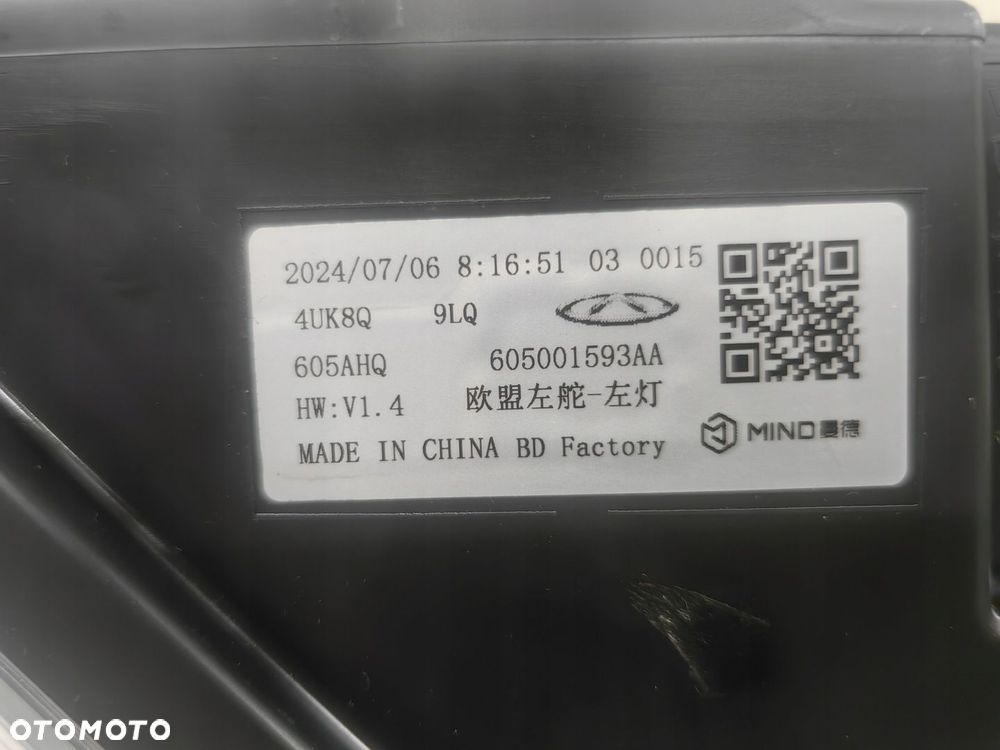 2024/07/06 8:16:51 03 0015
4UK8Q 9LQ
605AHQ 605001593AA
HW:V1.4 欧盟左舵-左灯
MADE IN CHINA BD Factory
MIND曼德
OTOMOTO